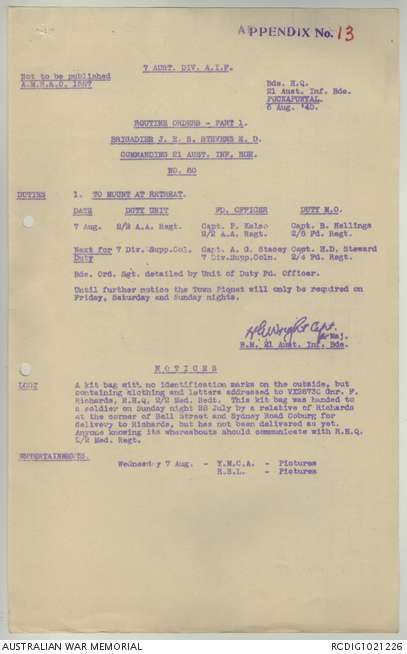 APPENDIX No. 13
7 AUST. DIV. A.I.F.
Not to be published
A.M.R.&.O. 1827
Bde. H.Q.
21 Aust. Inf. Bde.
PUCKAPUNYAL.
6 Aug. '40.
ROUTINE ORDERS - PART 1.
BRIGADIER J. E. S. STEVENS E. D.
COMMANDING 21 AUST. INF. BDE.
NO. 80
DUTIES
1. TO MOUNT AT RETREAT.
DATE DUTY UNIT FD. OFFICER DUTY M.O.
7 Aug. 2/2 A.A. Regt. Capt. P. Kelso Capt. B. Hallings
2/2 A.A. Regt. 2/5 Fd. Regt.
Next for 7 Div. Supp.Col. Capt. A. G. Stacey Capt. H.D. Steward
Duty 7 Div.Supp.Coln. 2/4 Fd. Regt.
Bde. Ord. Sgt. detailed by Unit of Duty Fd. Officer.
Until further notice the Town Piquet will only be required on
Friday, Saturday and Sunday nights.
Capt.
for Maj.
B.M. 21 Aust. Inf. Bde.
NOTICES
LOST
A kit bag with no identification marks on the outside, but
containing clothing and letters addressed to VX26730 Gnr. F.
Richards, R.H.Q. 2/2 Med. Regt. This kit bag was handed to
a soldier on Sunday night 28 July by a relative of Richards
at the corner of Bell Street and Sydney Road Coburg for
delivery to Richards, but has not been delivered as yet.
Anyone knowing its whereabouts should communicate with R.H.Q.
2/2 Med. Regt.
ENTERTAINMENTS.
Wednesday 7 Aug. - Y.M.C.A. - Pictures
R.S.L. - Pictures
AUSTRALIAN WAR MEMORIAL
RCDIG1021226